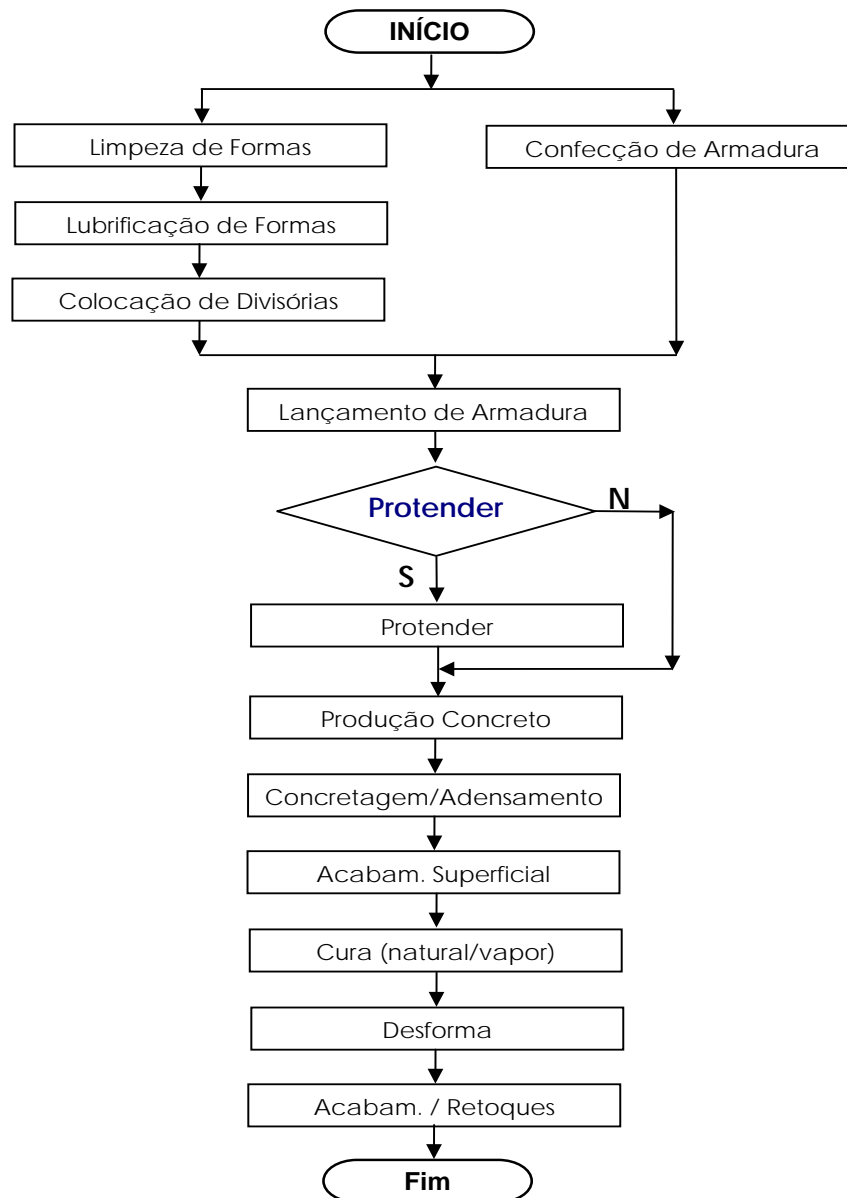 INÍCIO
Limpeza de Formas
Confecção de Armadura
Lubrificação de Formas
Colocação de Divisórias
Lançamento de Armadura
Protender
N
S
Protender
Produção Concreto
Concretagem/Adensamento
Acabam. Superficial
Cura (natural/vapor)
Desforma
Acabam. / Retoques
Fim